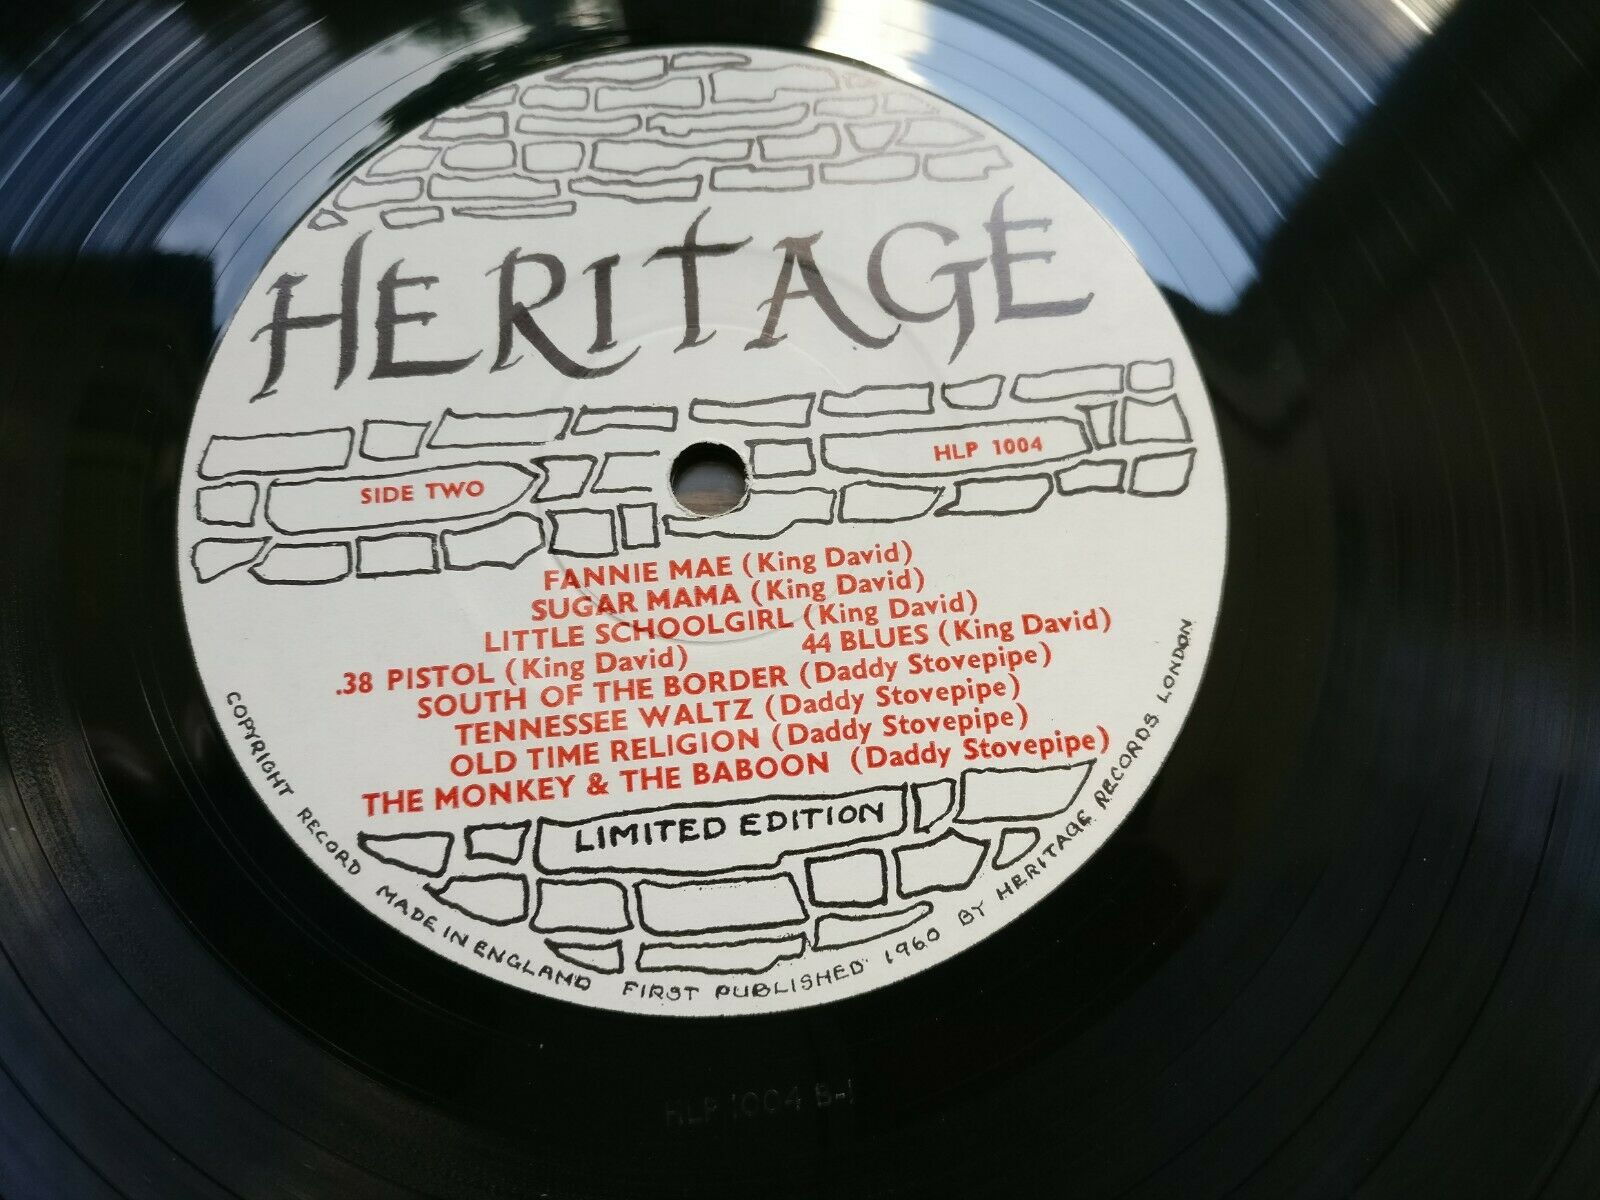 HERITAGE
SIDE TWO
HLP 1004
FANNIE MAE (King David)
SUGAR MAMA (King David)
LITTLE SCHOOLGIRL (King David)
.38 PISTOL (King David) 44 BLUES (King David)
SOUTH OF THE BORDER (Daddy Stovepipe)
TENNESSEE WALTZ (Daddy Stovepipe)
OLD TIME RELIGION (Daddy Stovepipe)
THE MONKEY & THE BABOON (Daddy Stovepipe)
LIMITED EDITION
COPYRIGHT RECORD MADE IN ENGLAND FIRST PUBLISHED 1960 BY HERITAGE RECORDS LONDON
HLP 1004 B-1